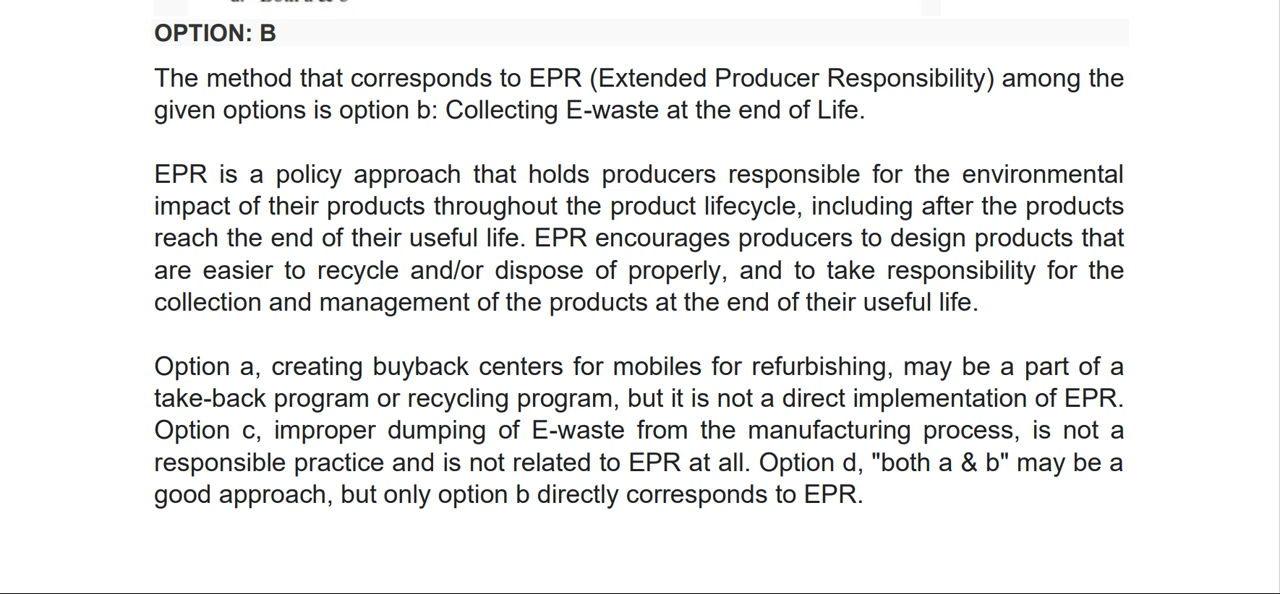 OPTION: B
The method that corresponds to EPR (Extended Producer Responsibility) among the
given options is option b: Collecting E-waste at the end of Life.
EPR is a policy approach that holds producers responsible for the environmental
impact of their products throughout the product lifecycle, including after the products
reach the end of their useful life. EPR encourages producers to design products that
are easier to recycle and/or dispose of properly, and to take responsibility for the
collection and management of the products at the end of their useful life.
Option a, creating buyback centers for mobiles for refurbishing, may be a part of a
take-back program or recycling program, but it is not a direct implementation of EPR.
Option c, improper dumping of E-waste from the manufacturing process, is not a
responsible practice and is not related to EPR at all. Option d, "both a & b" may be a
good approach, but only option b directly corresponds to EPR.